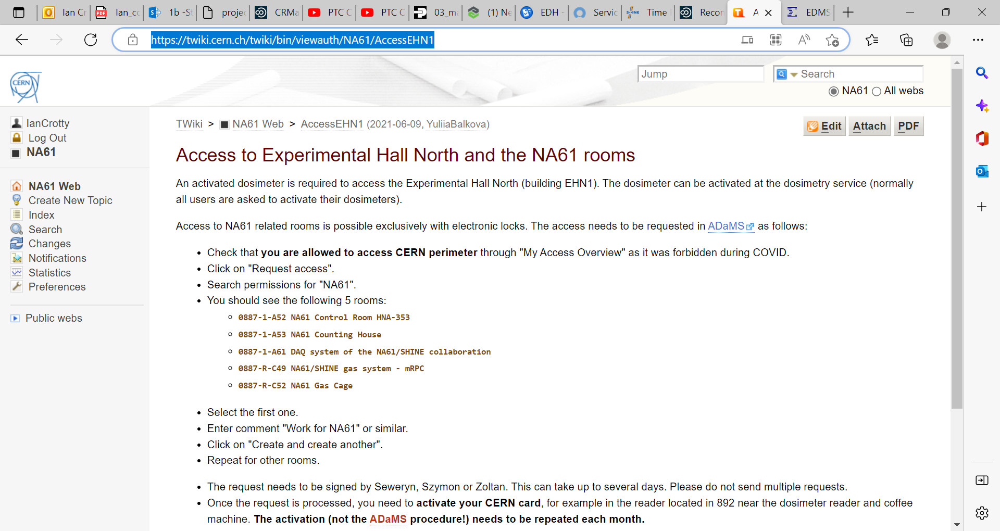 Ian Cr
Ian_cc
1b -St
projec
CRMa
PTC C
PTC C
03_ma
(1) Ne
EDH -
Servic
Time
Recor
A
EDMS
https://twiki.cern.ch/twiki/bin/viewauth/NA61/AccessEHN1
CERN
Jump
Search
NA61 All webs
IanCrotty
Log Out
NA61
NA61 Web
Create New Topic
Index
Search
Changes
Notifications
Statistics
Preferences
Public webs
TWiki > NA61 Web > AccessEHN1 (2021-06-09, YuliiaBalkova)
Edit Attach PDF
Access to Experimental Hall North and the NA61 rooms
An activated dosimeter is required to access the Experimental Hall North (building EHN1). The dosimeter can be activated at the dosimetry service (normally
all users are asked to activate their dosimeters).
Access to NA61 related rooms is possible exclusively with electronic locks. The access needs to be requested in ADaMS as follows:
• Check that you are allowed to access CERN perimeter through "My Access Overview" as it was forbidden during COVID.
• Click on "Request access".
• Search permissions for "NA61".
• You should see the following 5 rooms:
0887-1-A52 NA61 Control Room HNA-353
0887-1-A53 NA61 Counting House
0887-1-A61 DAQ system of the NA61/SHINE collaboration
0887-R-C49 NA61/SHINE gas system - mRPC
0887-R-C52 NA61 Gas Cage
• Select the first one.
• Enter comment "Work for NA61" or similar.
• Click on "Create and create another".
• Repeat for other rooms.
• The request needs to be signed by Seweryn, Szymon or Zoltan. This can take up to several days. Please do not send multiple requests.
• Once the request is processed, you need to activate your CERN card, for example in the reader located in 892 near the dosimeter reader and coffee
machine. The activation (not the ADaMS procedure!) needs to be repeated each month.